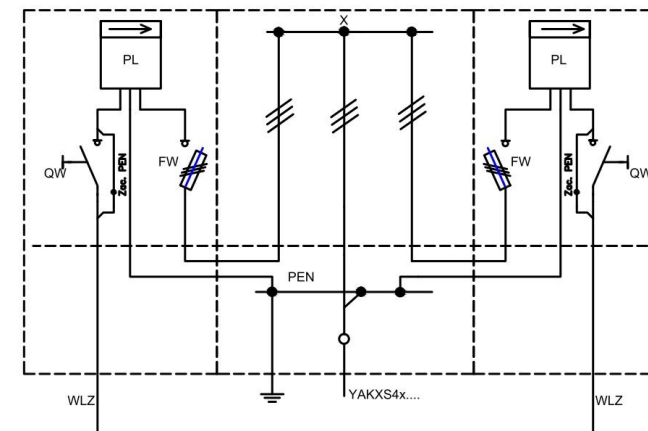 X
PL
PL
QW
Zac. PEN
FW
FW
Zac. PEN
QW
PEN
WLZ
YAKXS4x....
WLZ